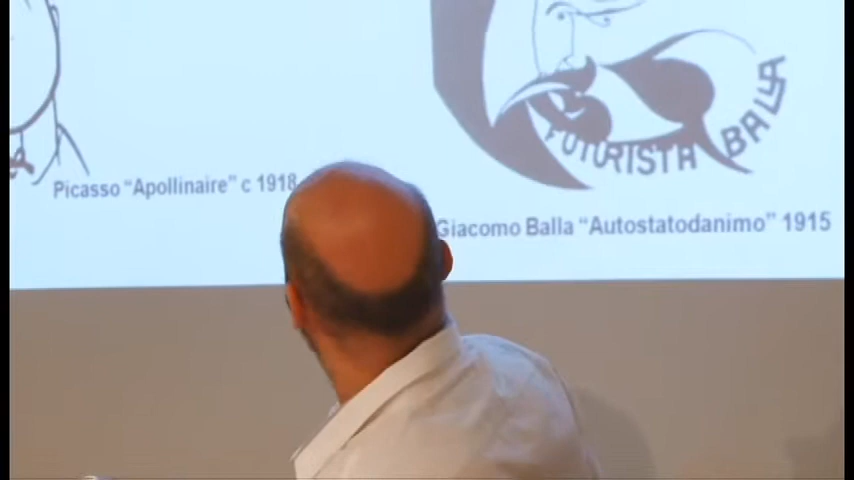 FUTURISTA BALLA
Picasso “Apollinaire” c 1918
Giacomo Balla “Autostatodanimo” 1915